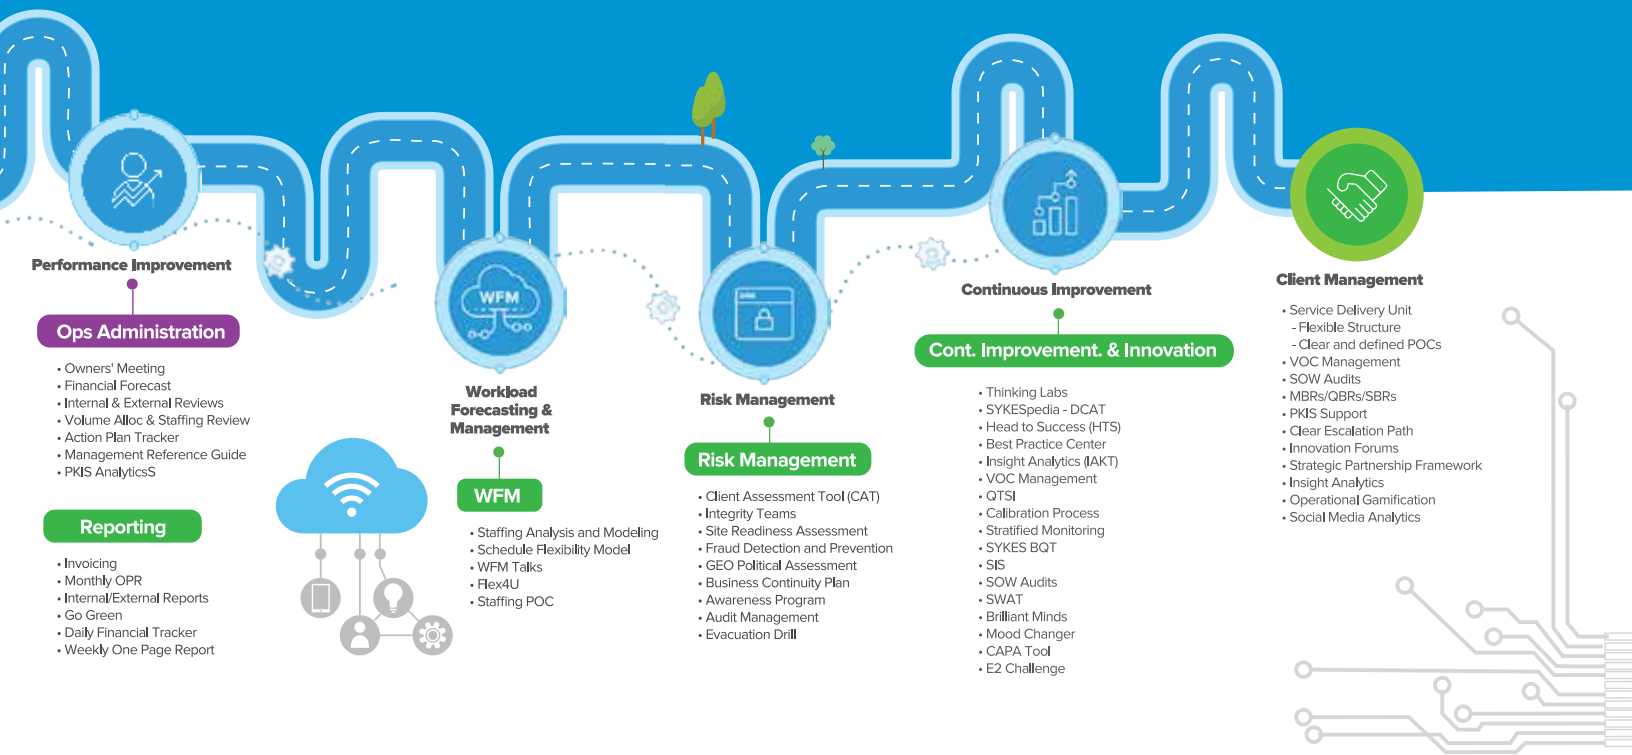 Performance Improvement
Ops Administration
• Owners' Meeting
• Financial Forecast
• Internal & External Reviews
• Volume Alloc & Staffing Review
• Action Plan Tracker
• Management Reference Guide
• PKIS AnalyticsS
Reporting
• Invoicing
• Monthly OPR
• Internal/External Reports
• Go Green
• Daily Financial Tracker
• Weekly One Page Report
WFM
Workload
Forecasting &
Management
WFM
• Staffing Analysis and Modeling
• Schedule Flexibility Model
• WFM Talks
• Flex4U
• Staffing POC
Risk Management
Risk Management
• Client Assessment Tool (CAT)
• Integrity Teams
• Site Readiness Assessment
• Fraud Detection and Prevention
• GEO Political Assessment
• Business Continuity Plan
• Awareness Program
• Audit Management
• Evacuation Drill
Continuous Improvement
Cont. Improvement. & Innovation
• Thinking Labs
• SYKESpedia - DCAT
• Head to Success (HTS)
• Best Practice Center
• Insight Analytics (IAKT)
• VOC Management
• QTSI
• Calibration Process
• Stratified Monitoring
• SYKES BQT
• SIS
• SOW Audits
• SWAT
• Brilliant Minds
• Mood Changer
• CAPA Tool
• E2 Challenge
Client Management
• Service Delivery Unit
- Flexible Structure
- Clear and defined POCs
• VOC Management
• SOW Audits
• MBRs/QBRs/SBRs
• PKIS Support
• Clear Escalation Path
• Innovation Forums
• Strategic Partnership Framework
• Insight Analytics
• Operational Gamification
• Social Media Analytics